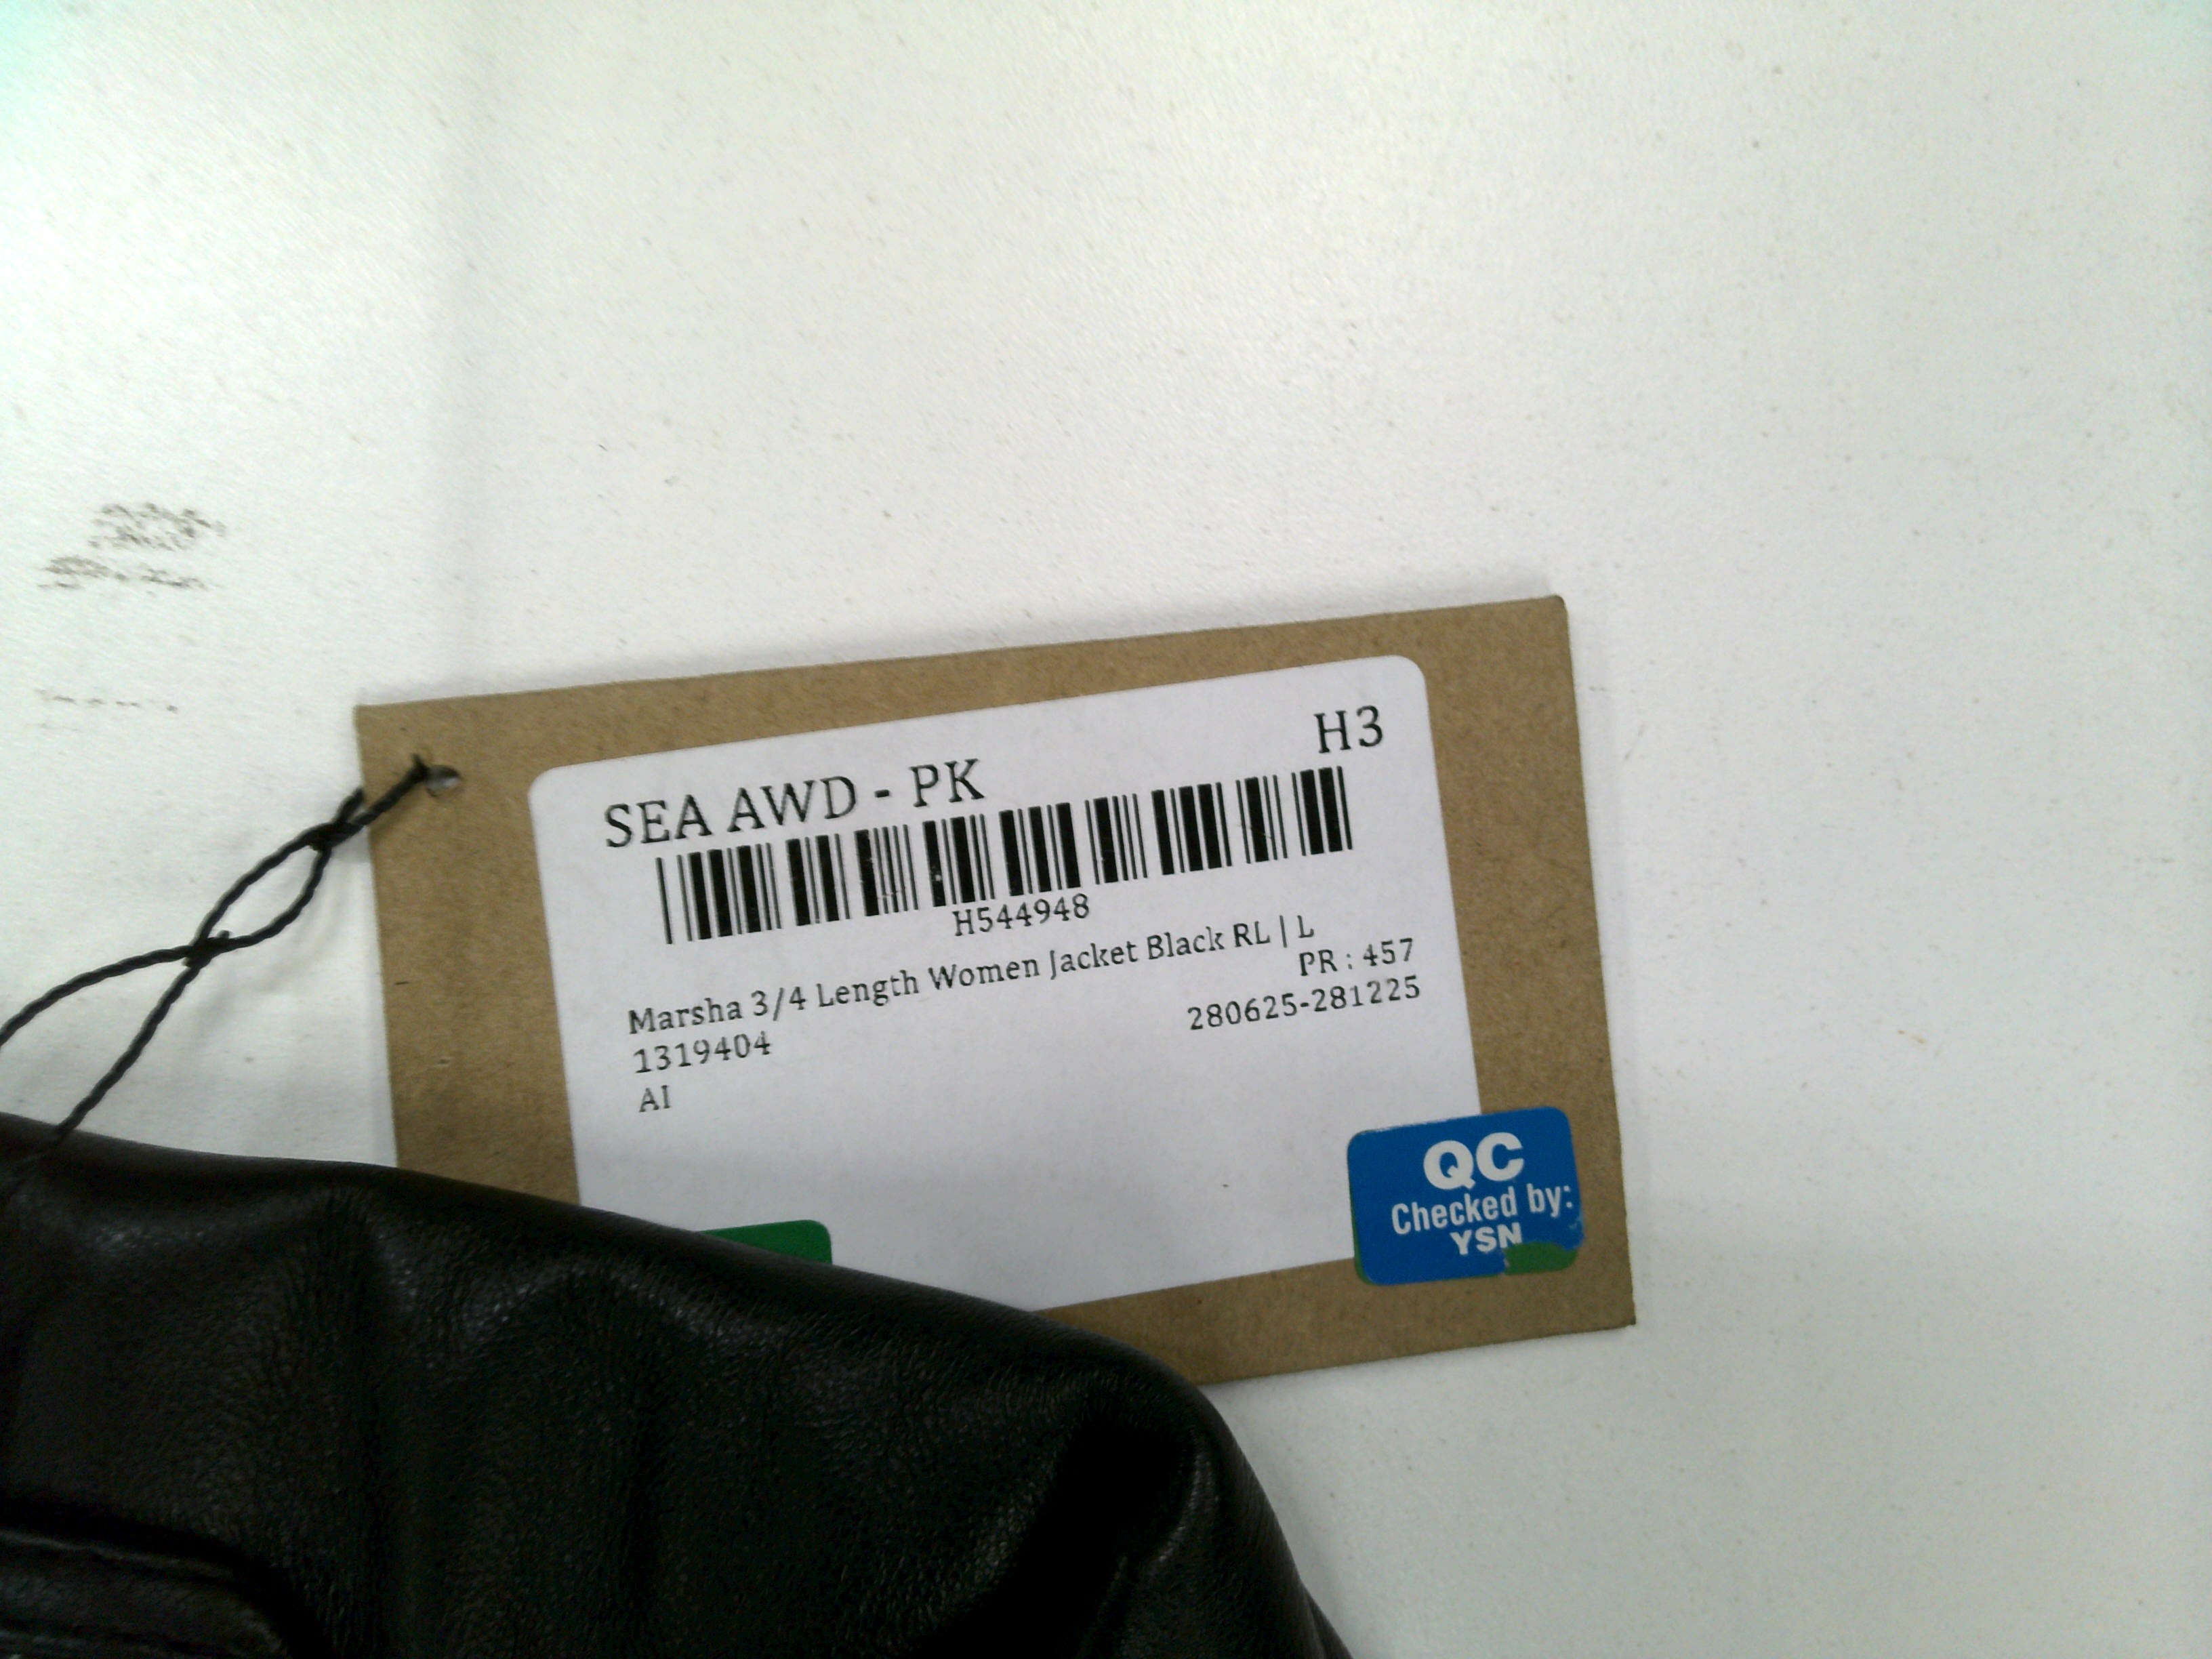 H3
SEA AWD - PK
H544948
Marsha 3/4 Length Women Jacket Black RL | L
PR : 457
1319404
280625-281225
AI
QC
Checked by:
YSN